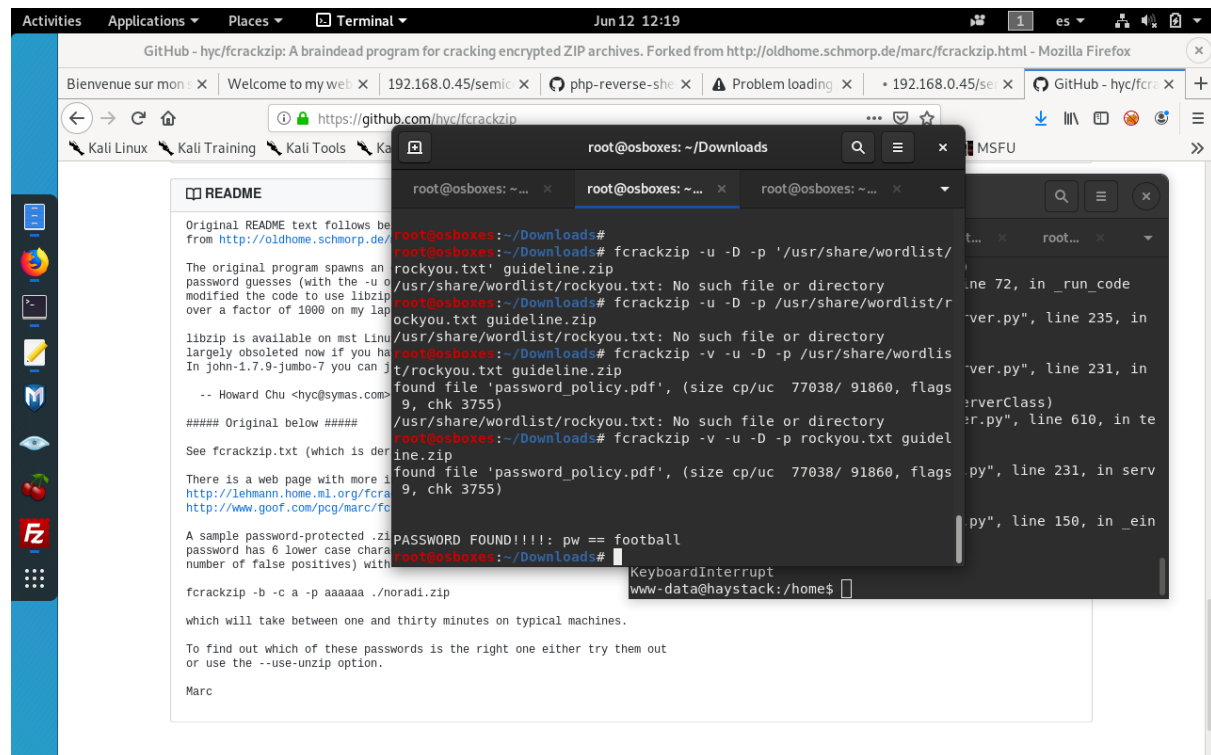 Activities Applications Places Terminal Jun 12 12:19 1 es
GitHub - hyc/fcrackzip: A braindead program for cracking encrypted ZIP archives. Forked from http://oldhome.schmorp.de/marc/fcrackzip.html - Mozilla Firefox
Bienvenue sur mon s Welcome to my web 192.168.0.45/semic php-reverse-she Problem loading • 192.168.0.45/se GitHub - hyc/fcra
https://github.com/hyc/fcrackzip
Kali Linux Kali Training Kali Tools Ka MSFU
README
Original README text follows be
from http://oldhome.schmorp.de/
The original program spawns an
password guesses (with the -u o
modified the code to use libzip
over a factor of 1000 on my lap
libzip is available on mst Linu
largely obsoleted now if you ha
In john-1.7.9-jumbo-7 you can j
-- Howard Chu <hyc@symas.com>
##### Original below #####
See fcrackzip.txt (which is der
There is a web page with more i
http://lehmann.home.ml.org/fcra
http://www.goof.com/pcg/marc/fc
A sample password-protected .zi
password has 6 lower case chara
number of false positives) with
fcrackzip -b -c a -p aaaaaa ./noradi.zip
which will take between one and thirty minutes on typical machines.
To find out which of these passwords is the right one either try them out
or use the --use-unzip option.
Marc
root@osboxes: ~/Downloads
root@osboxes: ~... root@osboxes: ~... root@osboxes: ~...
root@osboxes:~/Downloads#
root@osboxes:~/Downloads# fcrackzip -u -D -p '/usr/share/wordlist/
rockyou.txt' guideline.zip
/usr/share/wordlist/rockyou.txt: No such file or directory
root@osboxes:~/Downloads# fcrackzip -u -D -p /usr/share/wordlist/r
ockyou.txt guideline.zip
/usr/share/wordlist/rockyou.txt: No such file or directory
root@osboxes:~/Downloads# fcrackzip -v -u -D -p /usr/share/wordlis
t/rockyou.txt guideline.zip
found file 'password_policy.pdf', (size cp/uc 77038/ 91860, flags
9, chk 3755)
/usr/share/wordlist/rockyou.txt: No such file or directory
root@osboxes:~/Downloads# fcrackzip -v -u -D -p rockyou.txt guidel
ine.zip
found file 'password_policy.pdf', (size cp/uc 77038/ 91860, flags
9, chk 3755)
PASSWORD FOUND!!!!: pw == football
root@osboxes:~/Downloads#
t... root...
ine 72, in _run_code
rver.py", line 235, in
rver.py", line 231, in
erverClass)
er.py", line 610, in te
.py", line 231, in serv
.py", line 150, in _ein
KeyboardInterrupt
www-data@haystack:/home$